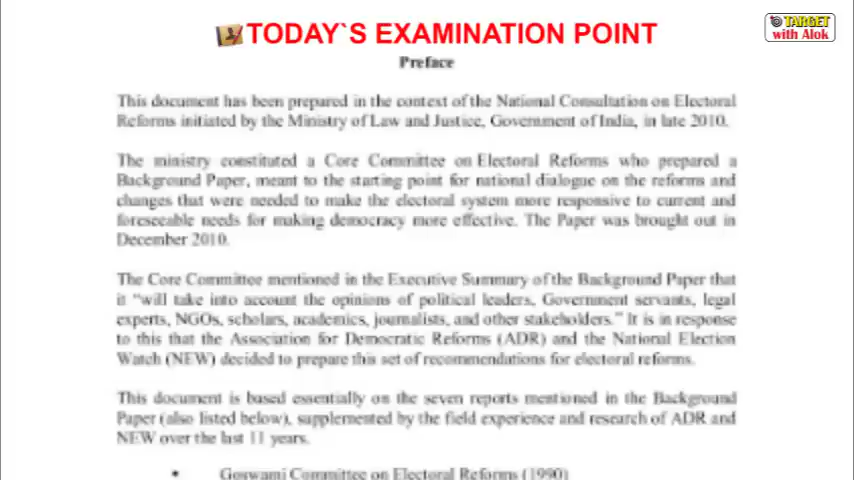 TODAY`S EXAMINATION POINT
TARGET
with Alok
Preface
This document has been prepared in the context of the National Consultation on Electoral
Reforms initiated by the Ministry of Law and Justice, Government of India, in late 2010.
The ministry constituted a Core Committee on Electoral Reforms who prepared a
Background Paper, meant to the starting point for national dialogue on the reforms and
changes that were needed to make the electoral system more responsive to current and
foreseeable needs for making democracy more effective. The Paper was brought out in
December 2010.
The Core Committee mentioned in the Executive Summary of the Background Paper that
it “will take into account the opinions of political leaders, Government servants, legal
experts, NGOs, scholars, academics, journalists, and other stakeholders.” It is in response
to this that the Association for Democratic Reforms (ADR) and the National Election
Watch (NEW) decided to prepare this set of recommendations for electoral reforms.
This document is based essentially on the seven reports mentioned in the Background
Paper (also listed below), supplemented by the field experience and research of ADR and
NEW over the last 11 years.
• Goswami Committee on Electoral Reforms (1990)